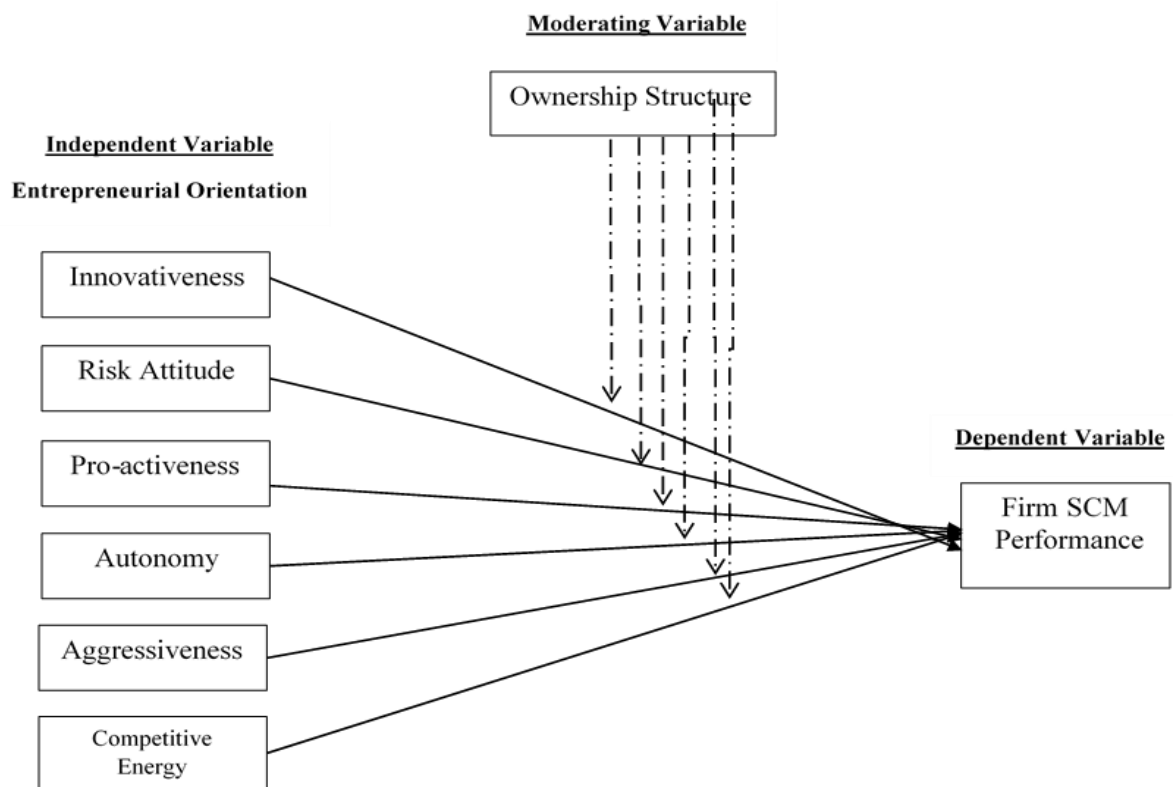 Moderating Variable
Ownership Structure
Independent Variable
Entrepreneurial Orientation
Innovativeness
Risk Attitude
Pro-activeness
Autonomy
Aggressiveness
Competitive
Energy
Dependent Variable
Firm SCM
Performance